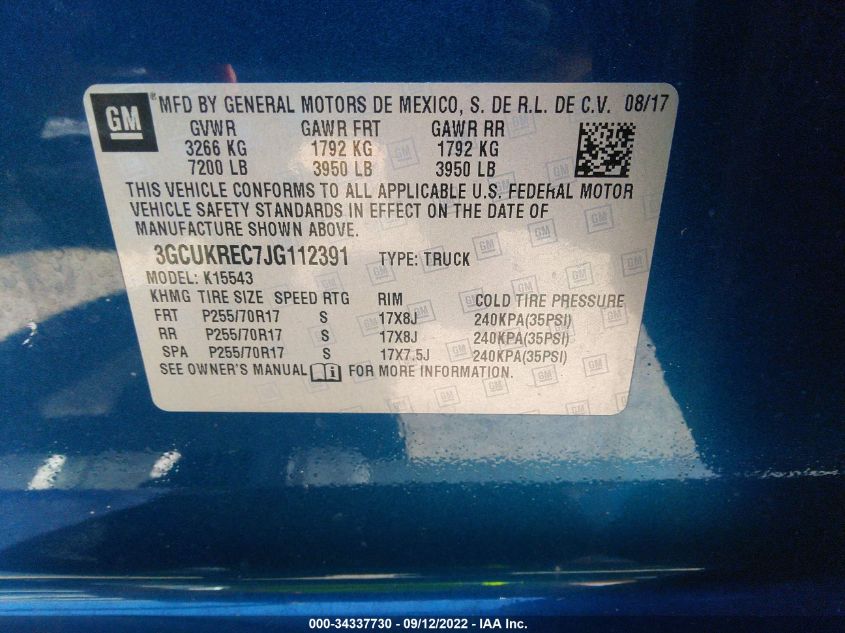 GM ® MFD BY GENERAL MOTORS DE MEXICO, S. DE R.L. DE C.V. 08/17
GVWR GAWR FRT GAWR RR
3266 KG 1792 KG 1792 KG
7200 LB 3950 LB 3950 LB
THIS VEHICLE CONFORMS TO ALL APPLICABLE U.S. FEDERAL MOTOR
VEHICLE SAFETY STANDARDS IN EFFECT ON THE DATE OF
MANUFACTURE SHOWN ABOVE.
3GCUKREC7JG112391 TYPE: TRUCK
MODEL: K15543
KHMG TIRE SIZE SPEED RTG RIM COLD TIRE PRESSURE
FRT P255/70R17 S 17X8J 240KPA(35PSI)
RR P255/70R17 S 17X8J 240KPA(35PSI)
SPA P255/70R17 S 17X7.5J 240KPA(35PSI)
SEE OWNER'S MANUAL FOR MORE INFORMATION.
000-34337730 - 09/12/2022 - IAA Inc.